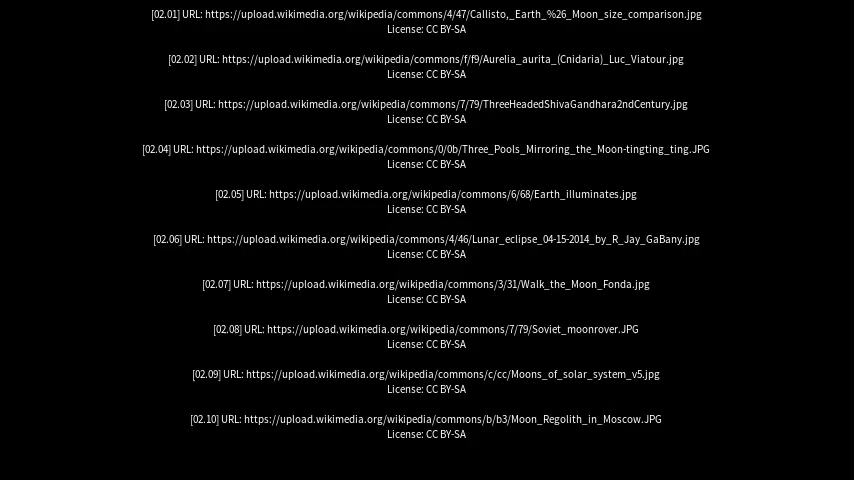 [02.01] URL: https://upload.wikimedia.org/wikipedia/commons/4/47/Callisto,_Earth_%26_Moon_size_comparison.jpg
License: CC BY-SA
[02.02] URL: https://upload.wikimedia.org/wikipedia/commons/f/f9/Aurelia_aurita_(Cnidaria)_Luc_Viatour.jpg
License: CC BY-SA
[02.03] URL: https://upload.wikimedia.org/wikipedia/commons/7/79/ThreeHeadedShivaGandhara2ndCentury.jpg
License: CC BY-SA
[02.04] URL: https://upload.wikimedia.org/wikipedia/commons/0/0b/Three_Pools_Mirroring_the_Moon-tingting_ting.JPG
License: CC BY-SA
[02.05] URL: https://upload.wikimedia.org/wikipedia/commons/6/68/Earth_illuminates.jpg
License: CC BY-SA
[02.06] URL: https://upload.wikimedia.org/wikipedia/commons/4/46/Lunar_eclipse_04-15-2014_by_R_Jay_GaBany.jpg
License: CC BY-SA
[02.07] URL: https://upload.wikimedia.org/wikipedia/commons/3/31/Walk_the_Moon_Fonda.jpg
License: CC BY-SA
[02.08] URL: https://upload.wikimedia.org/wikipedia/commons/7/79/Soviet_moonrover.JPG
License: CC BY-SA
[02.09] URL: https://upload.wikimedia.org/wikipedia/commons/c/cc/Moons_of_solar_system_v5.jpg
License: CC BY-SA
[02.10] URL: https://upload.wikimedia.org/wikipedia/commons/b/b3/Moon_Regolith_in_Moscow.JPG
License: CC BY-SA